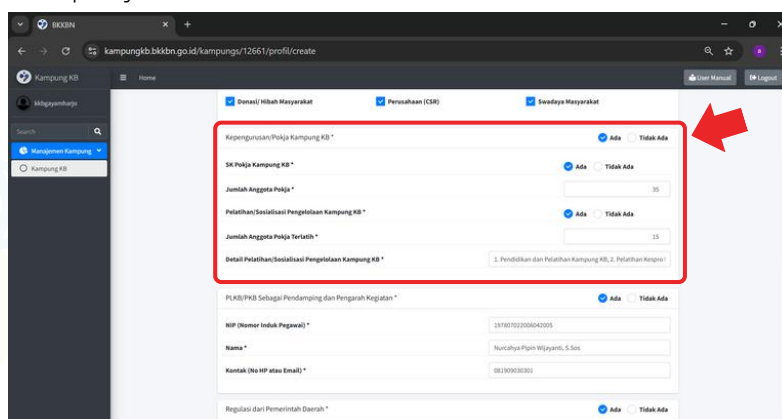 BKKBN
kampungkb.bkkbn.go.id/kampungs/12661/profil/create
Kampung KB
Home
User Manual
Logout
kkbgayamharjo
Search
Manajemen Kampung
Kampung KB
Donasi/ Hibah Masyarakat Perusahaan (CSR) Swadaya Masyarakat
Kepengurusan/Pokja Kampung KB * Ada Tidak Ada
SK Pokja Kampung KB * Ada Tidak Ada
Jumlah Anggota Pokja * 35
Pelatihan/Sosialisasi Pengelolaan Kampung KB * Ada Tidak Ada
Jumlah Anggota Pokja Terlatih * 15
Detail Pelatihan/Sosialisasi Pengelolaan Kampung KB * 1. Pendidikan dan Pelatihan Kampung KB, 2. Pelatihan Kespro
PLKB/PKB Sebagai Pendamping dan Pengarah Kegiatan * Ada Tidak Ada
NIP (Nomor Induk Pegawai) * 197807022006042005
Nama * Nurcahya Pipin Wijayanti, S.Sos
Kontak (No HP atau Email) * 081909030301
Regulasi dari Pemerintah Daerah * Ada Tidak Ada